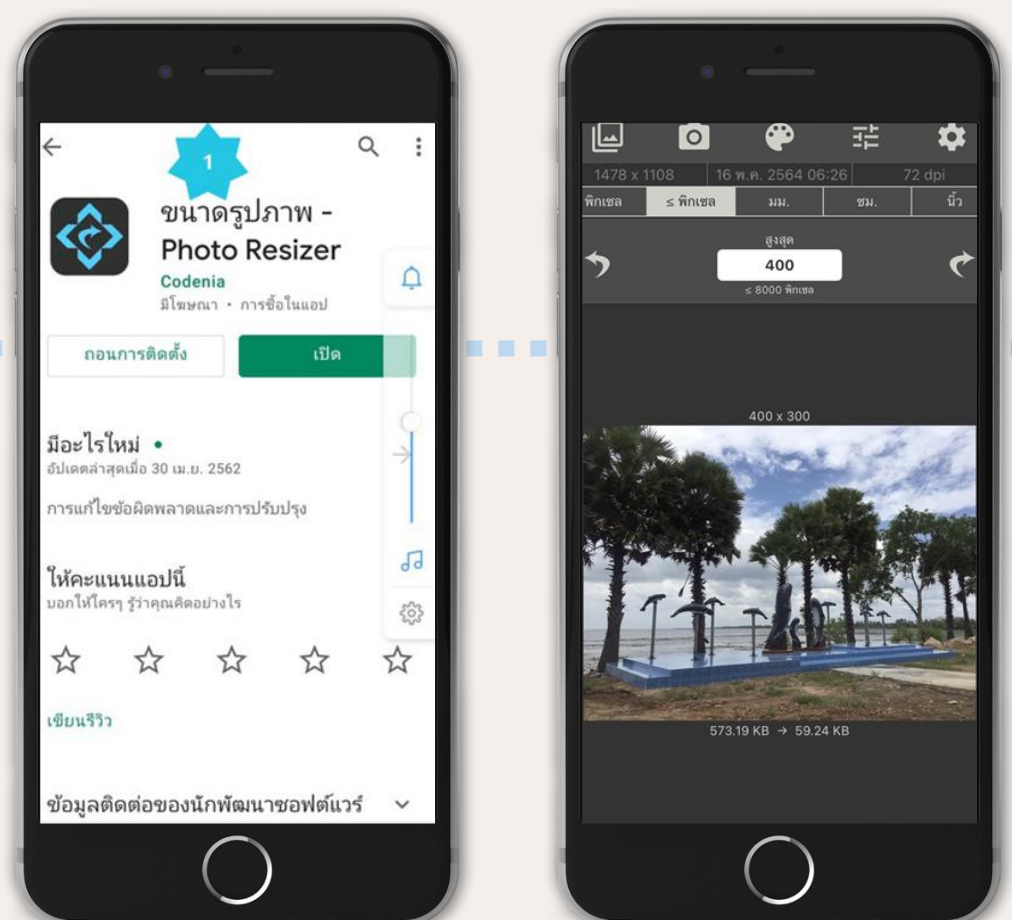 1
ขนาดรูปภาพ -
Photo Resizer
Codenia
มีโฆษณา • การซื้อในแอป
ถอนการติดตั้ง
เปิด
มีอะไรใหม่ •
อัปเดตล่าสุดเมื่อ 30 เม.ย. 2562
การแก้ไขข้อผิดพลาดและการปรับปรุง
ให้คะแนนแอปนี้
บอกให้ใครๆ รู้ว่าคุณคิดอย่างไร
เขียนรีวิว
ข้อมูลติดต่อของนักพัฒนาซอฟต์แวร์
1478 x 1108
16 พ.ค. 2564 06:26
72 dpi
พิกเซล
≤ พิกเซล
มม.
ซม.
นิ้ว
สูงสุด
400
≤ 8000 พิกเซล
400 x 300
573.19 KB → 59.24 KB